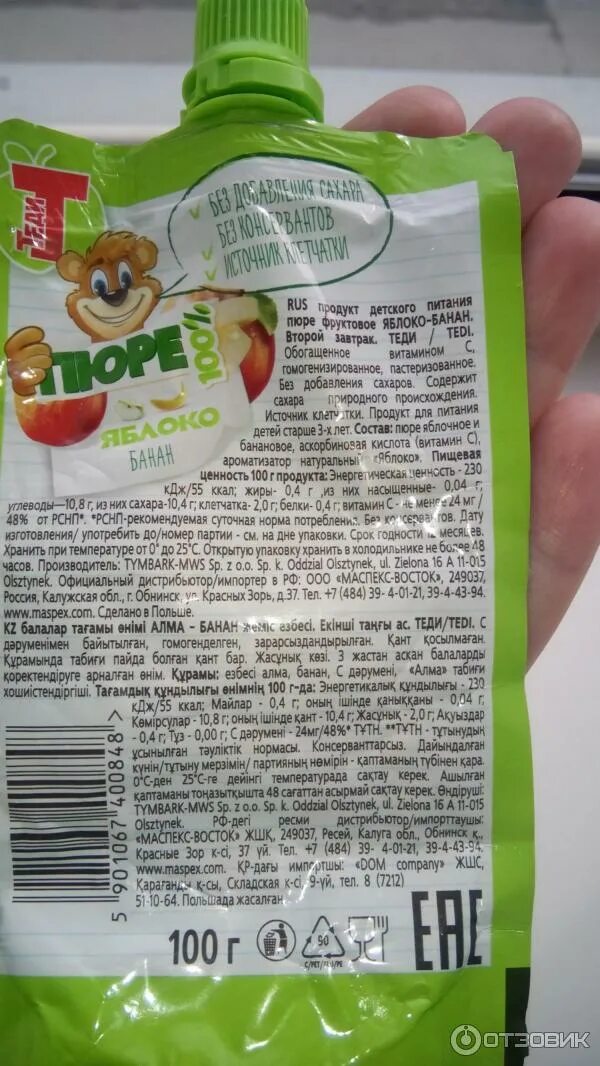 ТЕДИ
БЕЗ ДОБАВЛЕНИЯ САХАРА
БЕЗ КОНСЕРВАНТОВ
ИСТОЧНИК КЛЕТЧАТКИ
ПЮРЕ 100%
ЯБЛОКО
БАНАН
RUS продукт детского питания
пюре фруктовое ЯБЛОКО-БАНАН.
Второй завтрак. ТЕДИ / TEDI.
Обогащенное витамином С,
гомогенизированное, пастеризованное.
Без добавления сахаров. Содержит
сахара природного происхождения.
Источник клетчатки. Продукт для питания
детей старше 3-х лет. Состав: пюре яблочное и
банановое, аскорбиновая кислота (витамин С),
ароматизатор натуральный «Яблоко». Пищевая
ценность 100 г продукта: Энергетическая ценность - 230
кДж/55 ккал; жиры- 0,4 г ,из них насыщенные- 0,04 г;
углеводы—10,8 г, из них сахара-10,4 г; клетчатка- 2,0 г; белки- 0,4 г; витамин С - не менее 24 мг /
48% от РСНП*. *РСНП-рекомендуемая суточная норма потребления. Без консервантов. Дату
изготовления/ употребить до/номер партии - см. на дне упаковки. Срок годности 12 месяцев.
Хранить при температуре от 0° до 25°С. Открытую упаковку хранить в холодильнике не более 48
часов. Производитель: TYMBARK-MWS Sp. z o.o. Sp. k. Oddzial Olsztynek, ul. Zielona 16 A 11-015
Olsztynek. Официальный дистрибьютор/импортер в РФ: ООО «МАСПЕКС-ВОСТОК», 249037,
Россия, Калужская обл., г. Обнинск, ул. Красных Зорь, д.37. Тел. +7 (484) 39- 4-01-21, 39-4-43-94.
www.maspex.com. Сделано в Польше.
KZ балалар тағамы өнімі АЛМА – БАНАН жеміс езбесі. Екінші таңғы ас. ТЕДИ/TEDI. С
дәруменімен байытылған, гомогенделген, зарарсыздандырылған. Қант қосылмаған.
Құрамында табиғи пайда болған қант бар. Жасұнық көзі. 3 жастан асқан балаларды
қоректендіруге арналған өнім. Құрамы: езбесі алма, банан, С дәрумені, «Алма» табиғи
хошиістендіргіші. Тағамдық құндылығы өнімнің 100 г-да: Энергетикалық құндылығы - 230
кДж/55 ккал; Майлар - 0,4 г; оның ішінде қаныққаны - 0,04 г;
Көмірсулар - 10,8 г; оның ішінде қант - 10,4 г; Жасұнық - 2,0 г; Ақуыздар
- 0,4 г; Тұз - 0,00 г; С дәрумені - 24мг/48%* ТҰТН. **ТҰТН - тұтынудың
ұсынылған тәуліктік нормасы. Консерванттарсыз. Дайындалған
күнін/тұтыну мерзімін/ партияның нөмірін - қаптаманың түбінен қара.
0°С-ден 25°С-ге дейінгі температурада сақтау керек. Ашылған
қаптаманы тоңазытқышта 48 сағаттан асырмай сақтау керек. Өндіруші:
TYMBARK-MWS Sp. z o.o. Sp. k. Oddzial Olsztynek, ul. Zielona 16 A 11-015
Olsztynek. РФ-дегі ресми дистрибьютор/импорттаушы:
«МАСПЕКС-ВОСТОК» ЖШҚ, 249037, Ресей, Калуга обл., Обнинск қ.,
Красные Зор к-сі, 37 үй. Тел. +7 (484) 39- 4-01-21, 39-4-43-94.
www.maspex.com. ҚР-дағы импорттшы: «DOM company» ЖШС,
Қарағанды қ-сы, Складская к-сі, 9-үй, тел. 8 (7212)
51-10-64. Польшада жасалған.
5 901067 400848 >
100 г
90
C/PET/ALU/PE
EAC
ОТЗОВИК